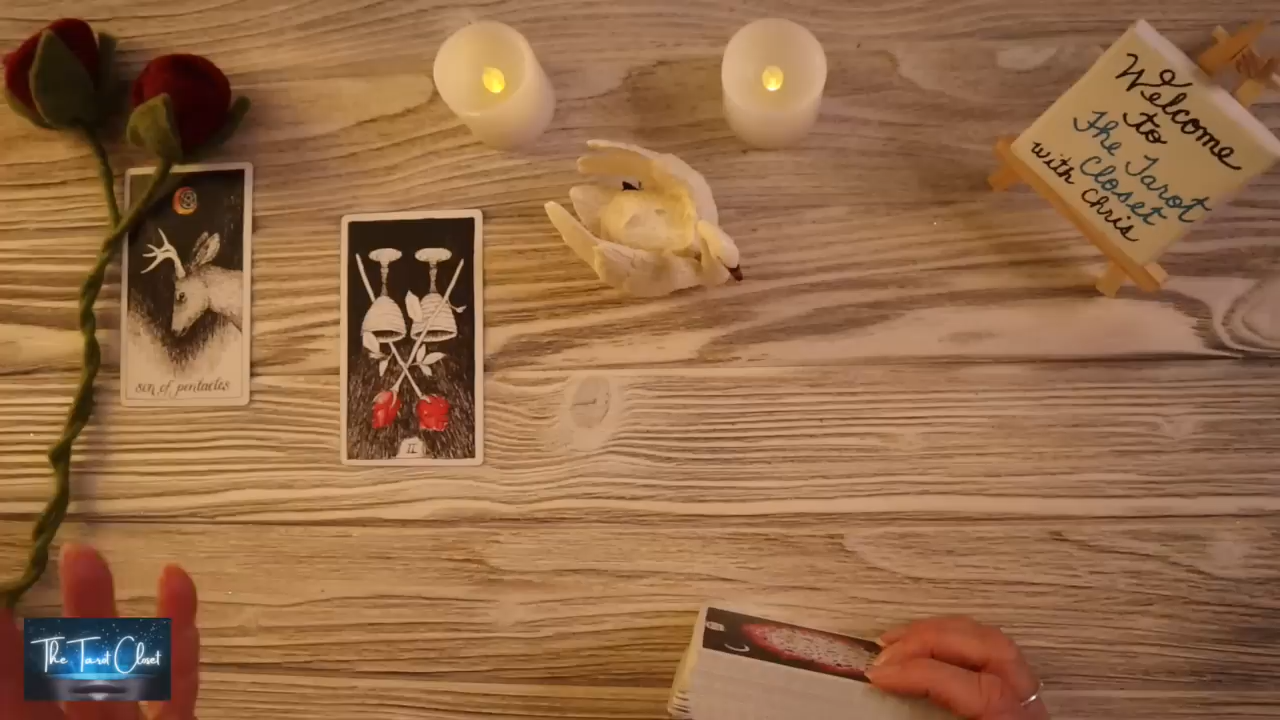 Welcome
to
The Tarot
Closet
with Chris
son of pentacles
II
The Tarot Closet